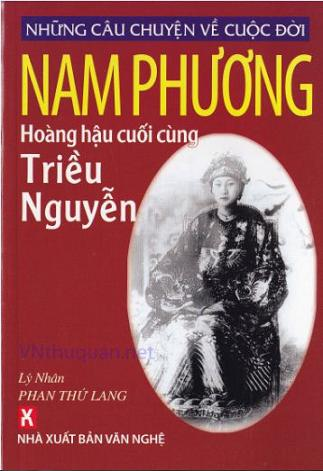 NHỮNG CÂU CHUYỆN VỀ CUỘC ĐỜI
NAM PHƯƠNG
Hoàng hậu cuối cùng
Triều
Nguyễn
VNthuquan.net
Lý Nhân
PHAN THỨ LANG
NHÀ XUẤT BẢN VĂN NGHỆ